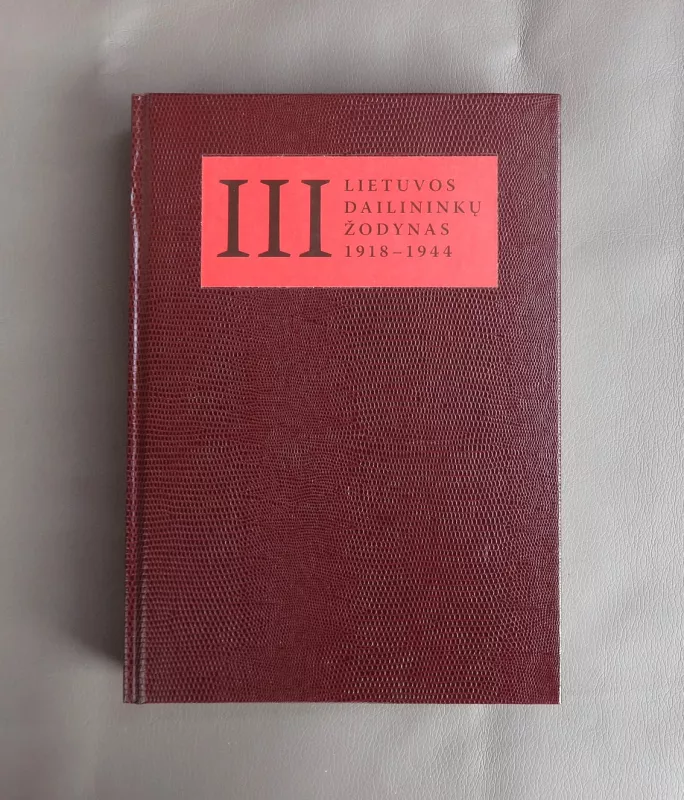 III
LIETUVOS
DAILININKŲ
ŽODYNAS
1918–1944